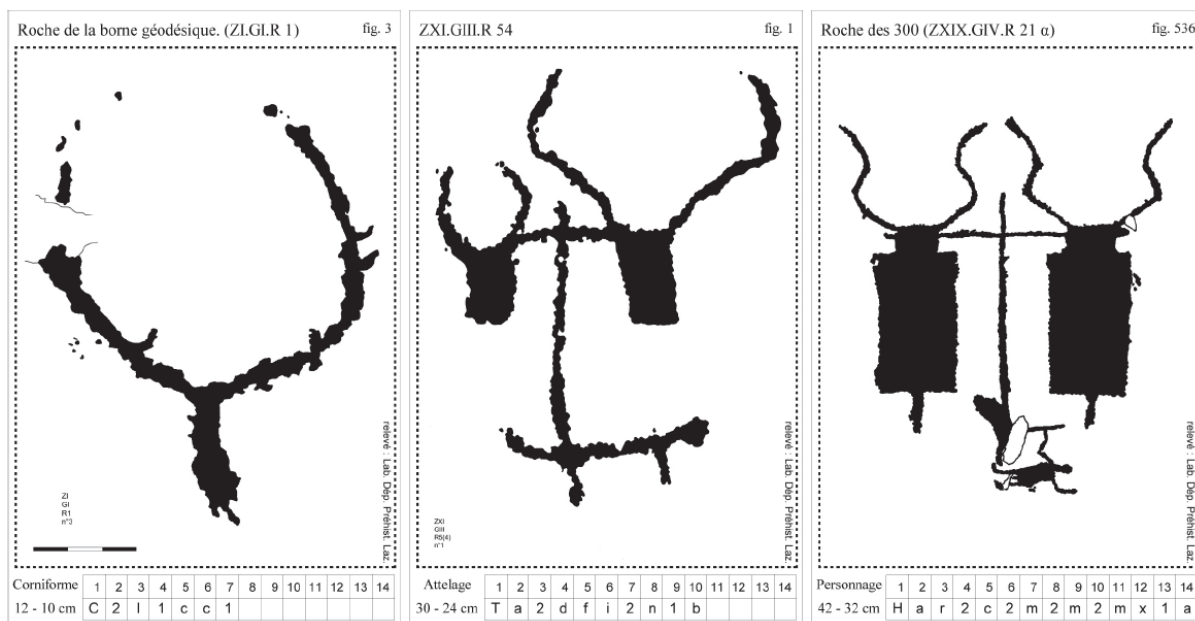 Roche de la borne géodésique. (ZI.GI.R 1) fig. 3
ZI
GI
R1
n°3
relevé : Lab. Dép. Préhist. Laz.
Corniforme 1 2 3 4 5 6 7 8 9 10 11 12 13 14
12 - 10 cm C 2 l 1 c c 1
ZXI.GIII.R 54 fig. 1
ZXI
GIII
R5(4)
n°1
relevé : Lab. Dép. Préhist. Laz.
Attelage 1 2 3 4 5 6 7 8 9 10 11 12 13 14
30 - 24 cm T a 2 d f i 2 n 1 b
Roche des 300 (ZXIX.GIV.R 21 α) fig. 536
relevé : Lab. Dép. Préhist. Laz.
Personnage 1 2 3 4 5 6 7 8 9 10 11 12 13 14
42 - 32 cm H a r 2 c 2 m 2 m 2 m x 1 a